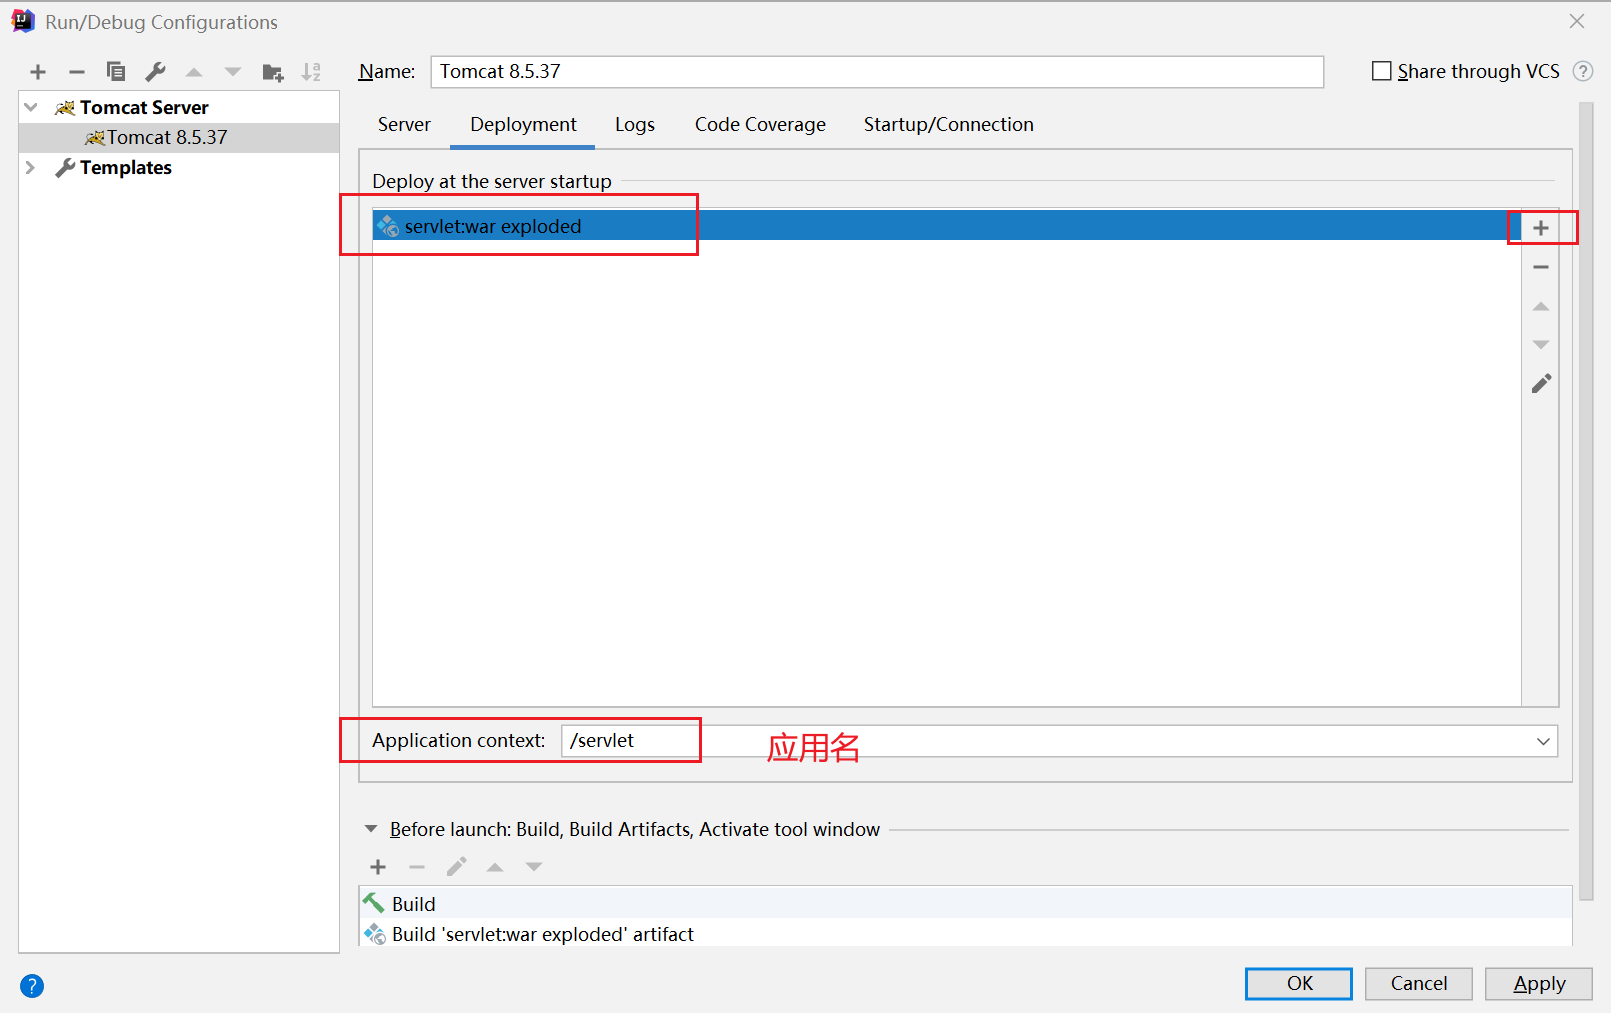 Run/Debug Configurations
Name: Tomcat 8.5.37
Share through VCS ?
Tomcat Server
Tomcat 8.5.37
Templates
Server Deployment Logs Code Coverage Startup/Connection
Deploy at the server startup
servlet:war exploded
Application context: /servlet
应用名
Before launch: Build, Build Artifacts, Activate tool window
Build
Build 'servlet:war exploded' artifact
? OK Cancel Apply